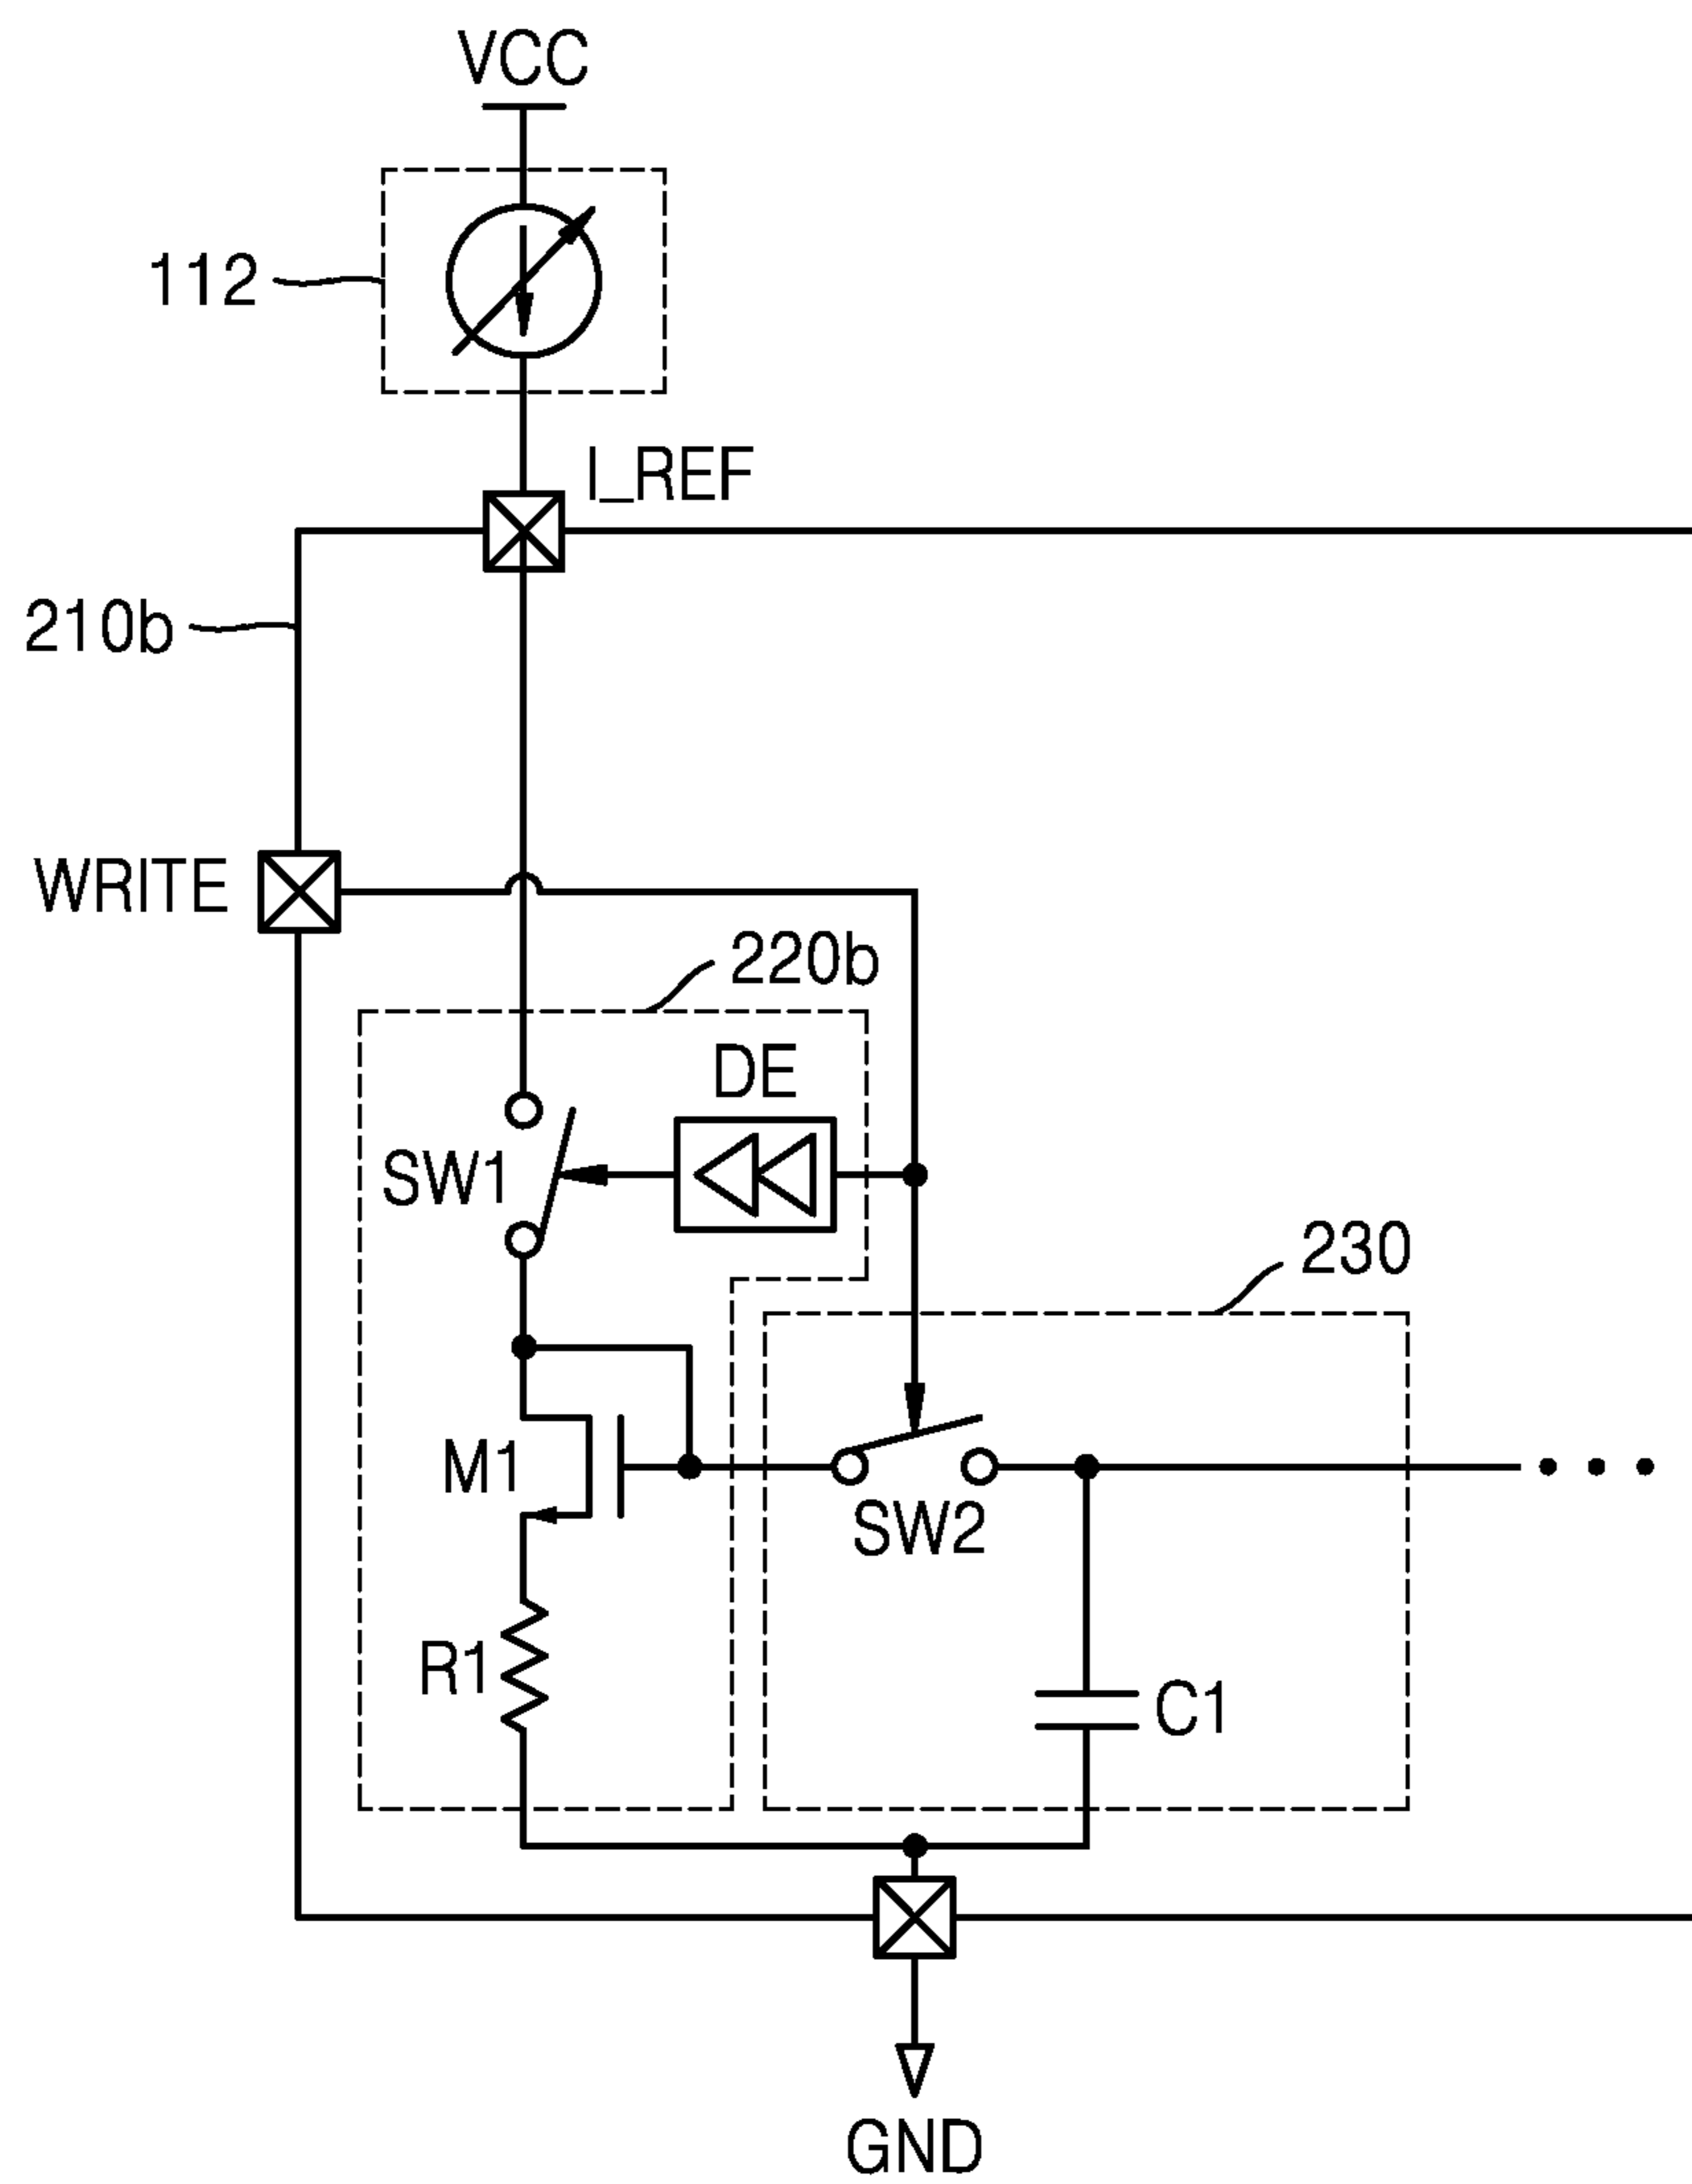 VCC
112
I_REF
210b
WRITE
220b
DE
SW1
230
M1
SW2
R1
C1
GND